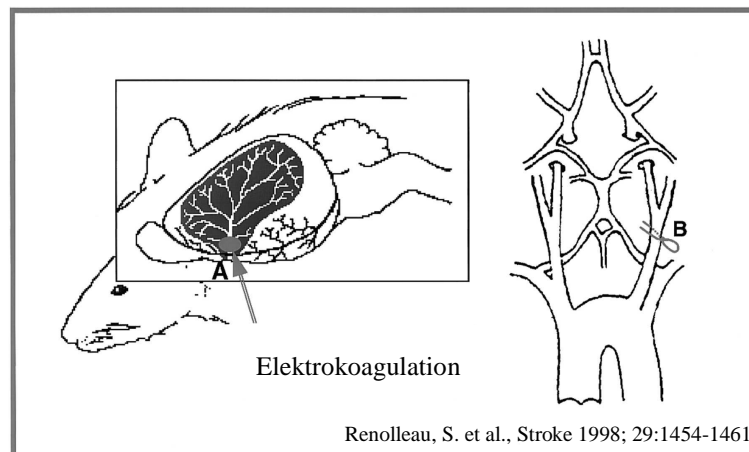 A
B
Elektrokoagulation
Renolleau, S. et al., Stroke 1998; 29:1454-1461